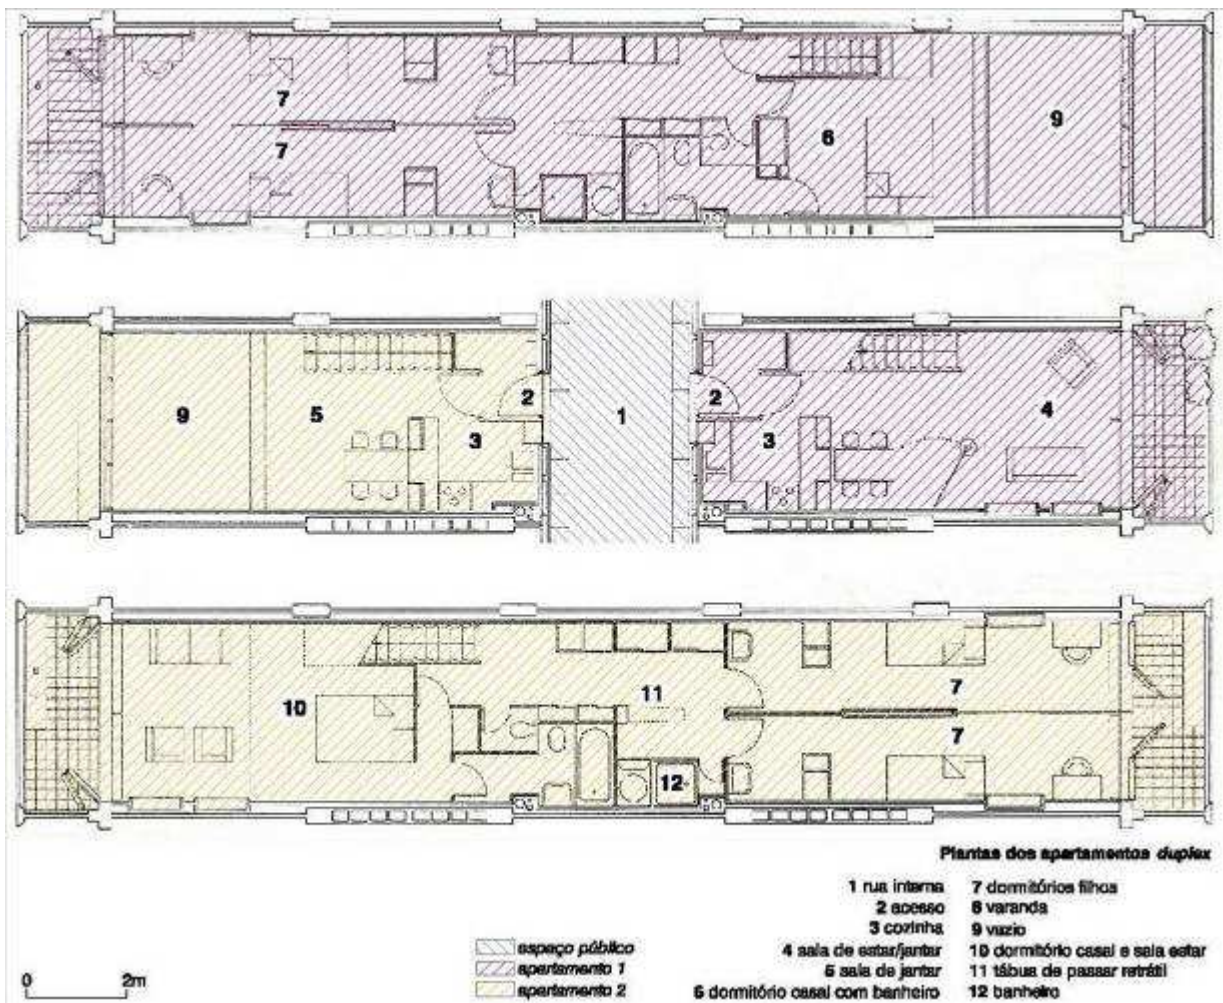 7
9
6
7
2
2
4
9
5
1
3
3
7
11
10
7
12
Plantas dos apartamentos duplex
1 rua interna
2 acesso
3 cozinha
4 sala de estar/jantar
5 sala de jantar
6 dormitório casal com banheiro
7 dormitórios filhos
8 varanda
9 vazio
10 dormitório casal e sala estar
11 tábua de passar retrátil
12 banheiro
espaço público
apartamento 1
apartamento 2
0 2m